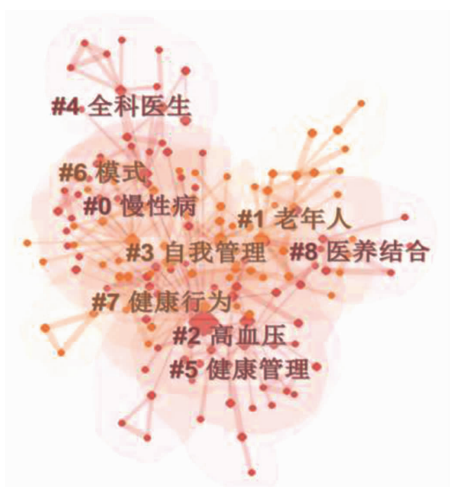 #4 全科医生
#6 模式
#0 慢性病
#1 老年人
#3 自我管理
#8 医养结合
#7 健康行为
#2 高血压
#5 健康管理